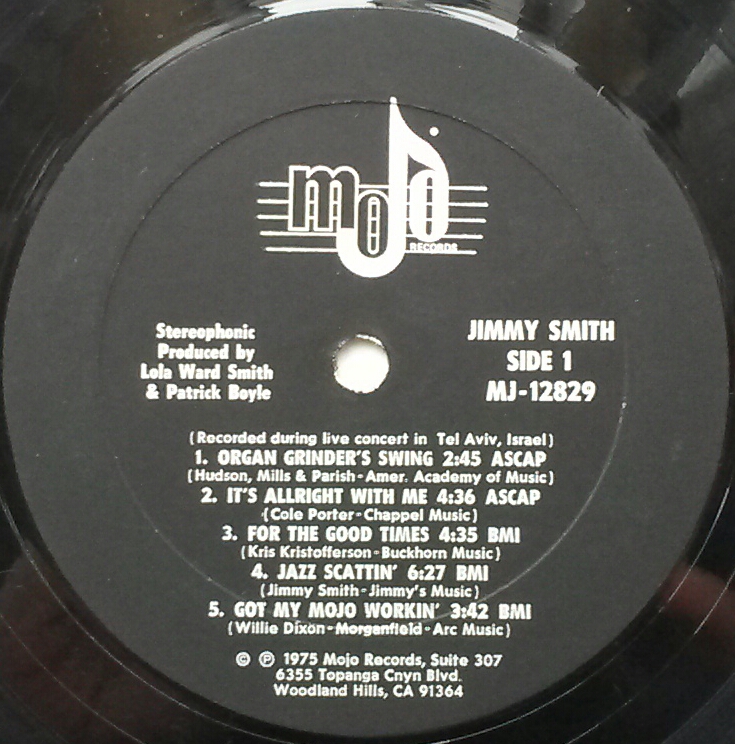 mojo
RECORDS
Stereophonic
Produced by
Lola Ward Smith
& Patrick Boyle
JIMMY SMITH
SIDE 1
MJ-12829
(Recorded during live concert in Tel Aviv, Israel)
1. ORGAN GRINDER'S SWING 2:45 ASCAP
(Hudson, Mills & Parish-Amer. Academy of Music)
2. IT'S ALLRIGHT WITH ME 4:36 ASCAP
(Cole Porter-Chappel Music)
3. FOR THE GOOD TIMES 4:35 BMI
(Kris Kristofferson-Buckhorn Music)
4. JAZZ SCATTIN' 6:27 BMI
(Jimmy Smith-Jimmy's Music)
5. GOT MY MOJO WORKIN' 3:42 BMI
(Willie Dixon-Morganfield-Arc Music)
© ℗ 1975 Mojo Records, Suite 307
6355 Topanga Cnyn Blvd.
Woodland Hills, CA 91364